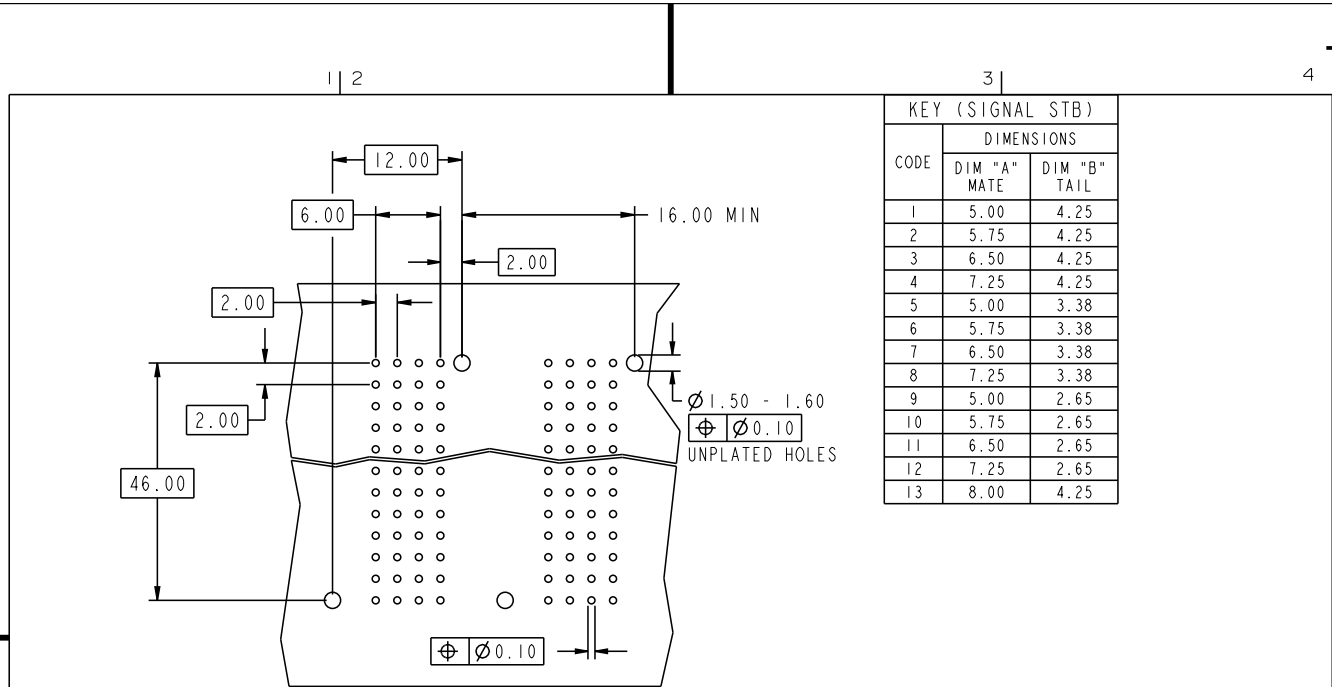 1 2
3
4
12.00
6.00
16.00 MIN
2.00
2.00
2.00
46.00
Ø1.50 - 1.60
⌖ Ø0.10
UNPLATED HOLES
⌖ Ø0.10
KEY (SIGNAL STB)
CODE
DIMENSIONS
DIM "A" MATE
DIM "B" TAIL
1 5.00 4.25
2 5.75 4.25
3 6.50 4.25
4 7.25 4.25
5 5.00 3.38
6 5.75 3.38
7 6.50 3.38
8 7.25 3.38
9 5.00 2.65
10 5.75 2.65
11 6.50 2.65
12 7.25 2.65
13 8.00 4.25